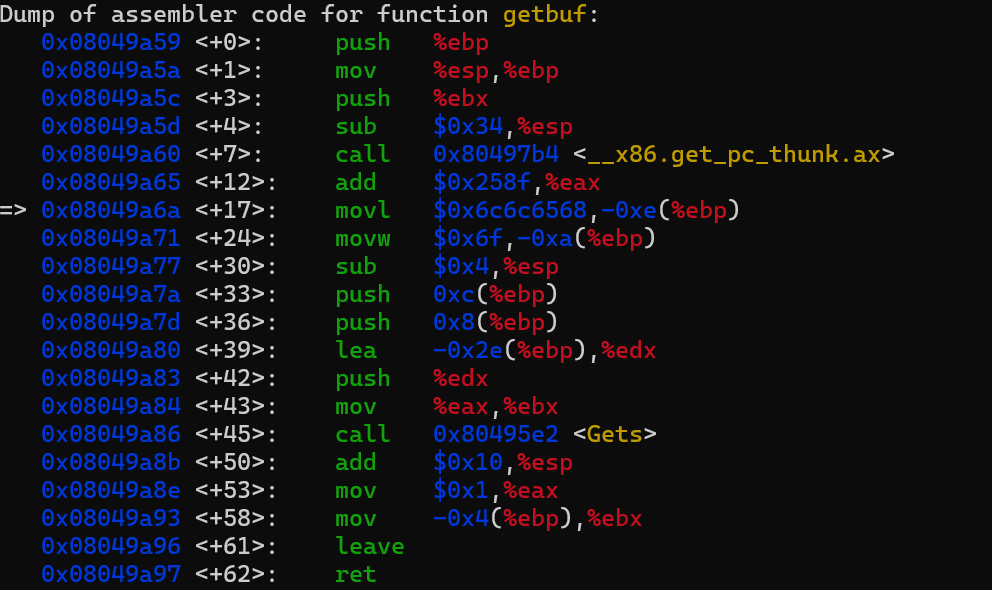 Dump of assembler code for function getbuf:
   0x08049a59 <+0>:     push   %ebp
   0x08049a5a <+1>:     mov    %esp,%ebp
   0x08049a5c <+3>:     push   %ebx
   0x08049a5d <+4>:     sub    $0x34,%esp
   0x08049a60 <+7>:     call   0x80497b4 <__x86.get_pc_thunk.ax>
   0x08049a65 <+12>:    add    $0x258f,%eax
=> 0x08049a6a <+17>:    movl   $0x6c6c6568,-0xe(%ebp)
   0x08049a71 <+24>:    movw   $0x6f,-0xa(%ebp)
   0x08049a77 <+30>:    sub    $0x4,%esp
   0x08049a7a <+33>:    push   0xc(%ebp)
   0x08049a7d <+36>:    push   0x8(%ebp)
   0x08049a80 <+39>:    lea    -0x2e(%ebp),%edx
   0x08049a83 <+42>:    push   %edx
   0x08049a84 <+43>:    mov    %eax,%ebx
   0x08049a86 <+45>:    call   0x80495e2 <Gets>
   0x08049a8b <+50>:    add    $0x10,%esp
   0x08049a8e <+53>:    mov    $0x1,%eax
   0x08049a93 <+58>:    mov    -0x4(%ebp),%ebx
   0x08049a96 <+61>:    leave
   0x08049a97 <+62>:    ret